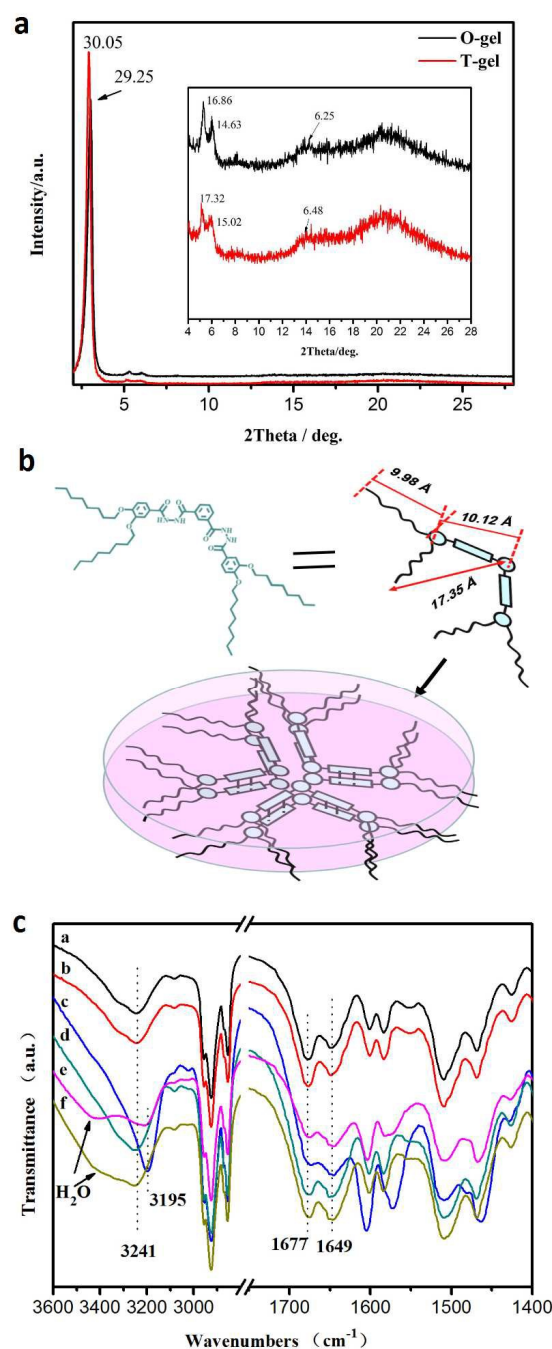 a
30.05
29.25
O-gel
T-gel
16.86
14.63
6.25
17.32
15.02
6.48
4 6 8 10 12 14 16 18 20 22 24 26 28
2Theta/deg.
Intensity/a.u.
5 10 15 20 25
2Theta / deg.
b
9.98 Å
10.12 Å
17.35 Å
c
a
b
c
d
e
f
H2O
3195
3241
1677
1649
Transmittance (a.u.)
3600 3400 3200 3000 1700 1600 1500 1400
Wavenumbers (cm-1)